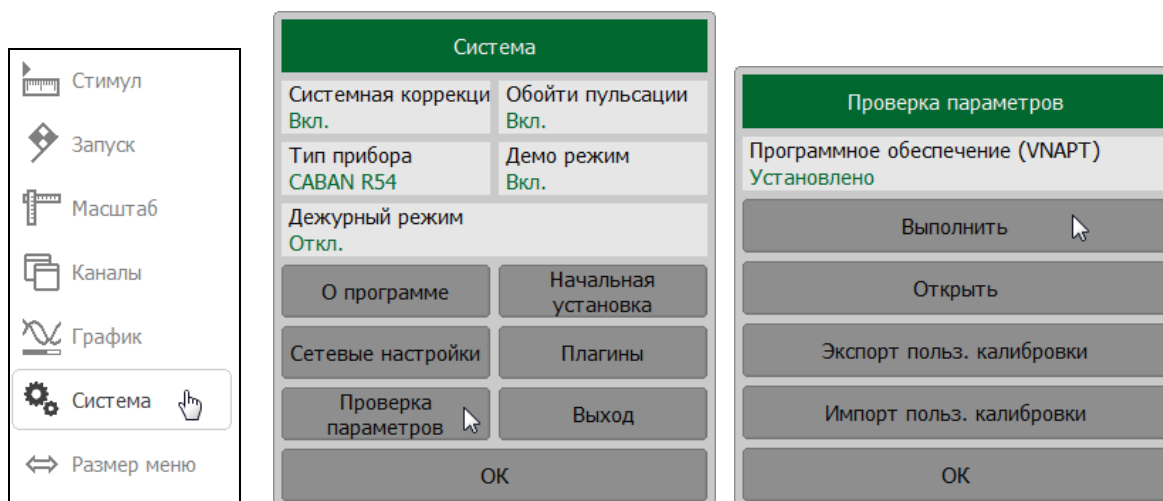 Стимул
Запуск
Масштаб
Каналы
График
Система
Размер меню
Система
Системная коррекци
Вкл.
Обойти пульсации
Вкл.
Тип прибора
CABAN R54
Демо режим
Вкл.
Дежурный режим
Откл.
О программе
Начальная
установка
Сетевые настройки
Плагины
Проверка
параметров
Выход
ОК
Проверка параметров
Программное обеспечение (VNAPT)
Установлено
Выполнить
Открыть
Экспорт польз. калибровки
Импорт польз. калибровки
ОК